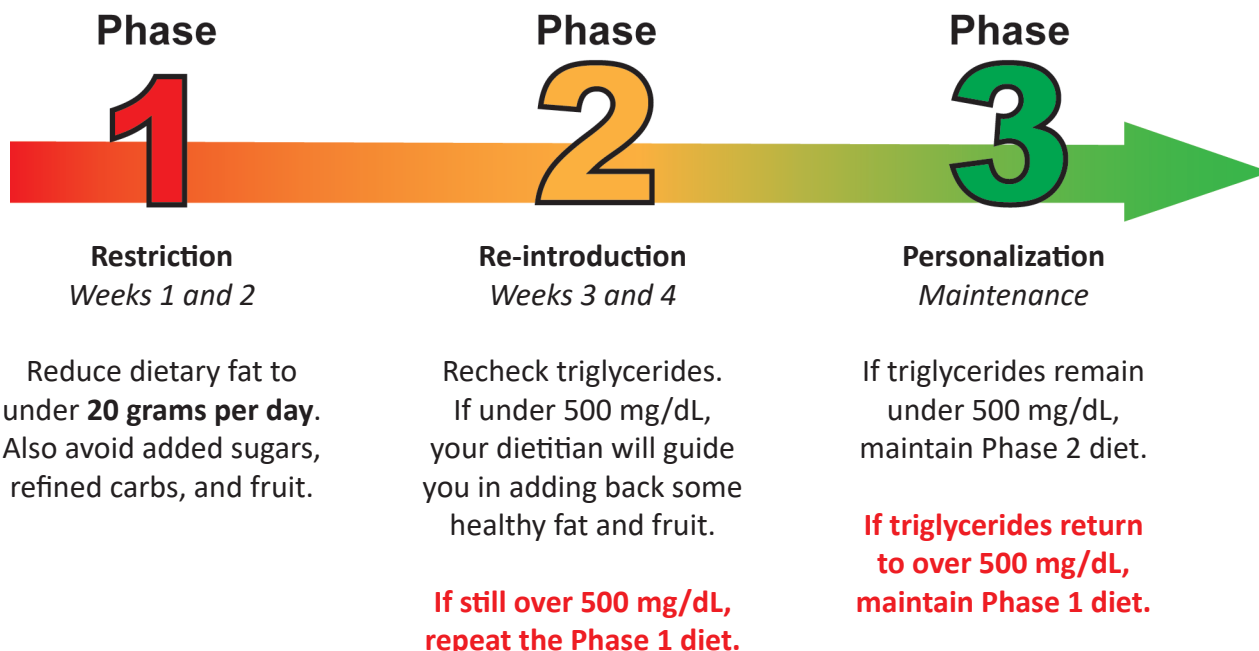 Phase
1
Restriction
Weeks 1 and 2
Reduce dietary fat to
under 20 grams per day.
Also avoid added sugars,
refined carbs, and fruit.
Phase
2
Re-introduction
Weeks 3 and 4
Recheck triglycerides.
If under 500 mg/dL,
your dietitian will guide
you in adding back some
healthy fat and fruit.
If still over 500 mg/dL,
repeat the Phase 1 diet.
Phase
3
Personalization
Maintenance
If triglycerides remain
under 500 mg/dL,
maintain Phase 2 diet.
If triglycerides return
to over 500 mg/dL,
maintain Phase 1 diet.